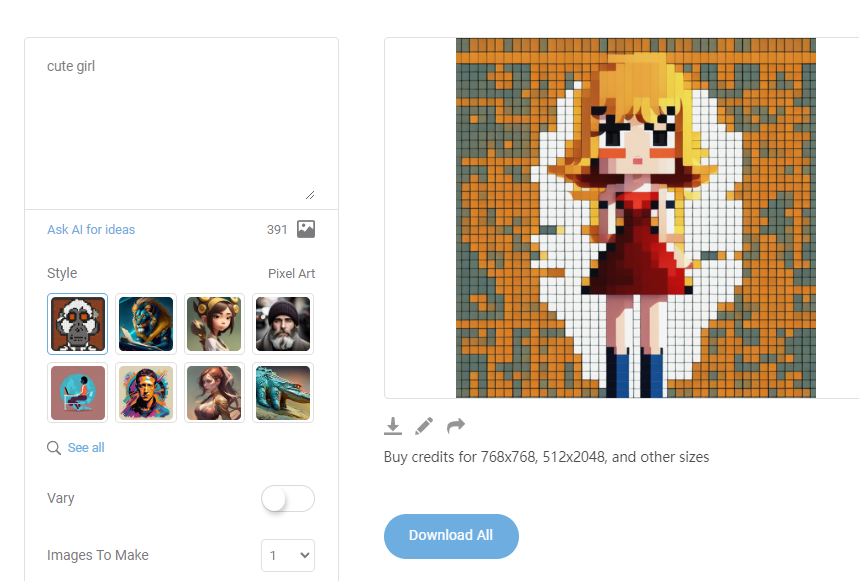 cute girl
Ask AI for ideas
391
Style
Pixel Art
See all
Vary
Images To Make
1
Buy credits for 768x768, 512x2048, and other sizes
Download All